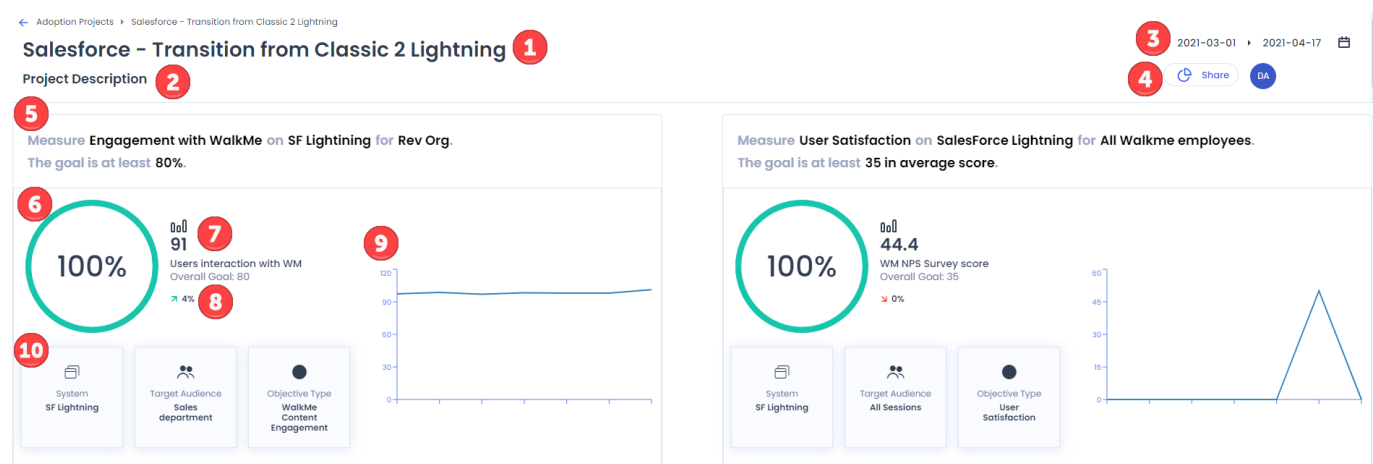 ← Adoption Projects › Salesforce - Transition from Classic 2 Lightning
Salesforce - Transition from Classic 2 Lightning 1
3 2021-03-01 › 2021-04-17
Project Description 2
4 Share DA
5
Measure Engagement with WalkMe on SF Lightining for Rev Org.
The goal is at least 80%.
6
100%
91 7
Users interaction with WM
Overall Goal: 80
4% 8
9
120
90
60
30
0
10
System
SF Lightning
Target Audience
Sales
department
Objective Type
WalkMe
Content
Engagement
Measure User Satisfaction on SalesForce Lightning for All Walkme employees.
The goal is at least 35 in average score.
100%
44.4
WM NPS Survey score
Overall Goal: 35
0%
60
45
30
15
0
System
SF Lightning
Target Audience
All Sessions
Objective Type
User
Satisfaction